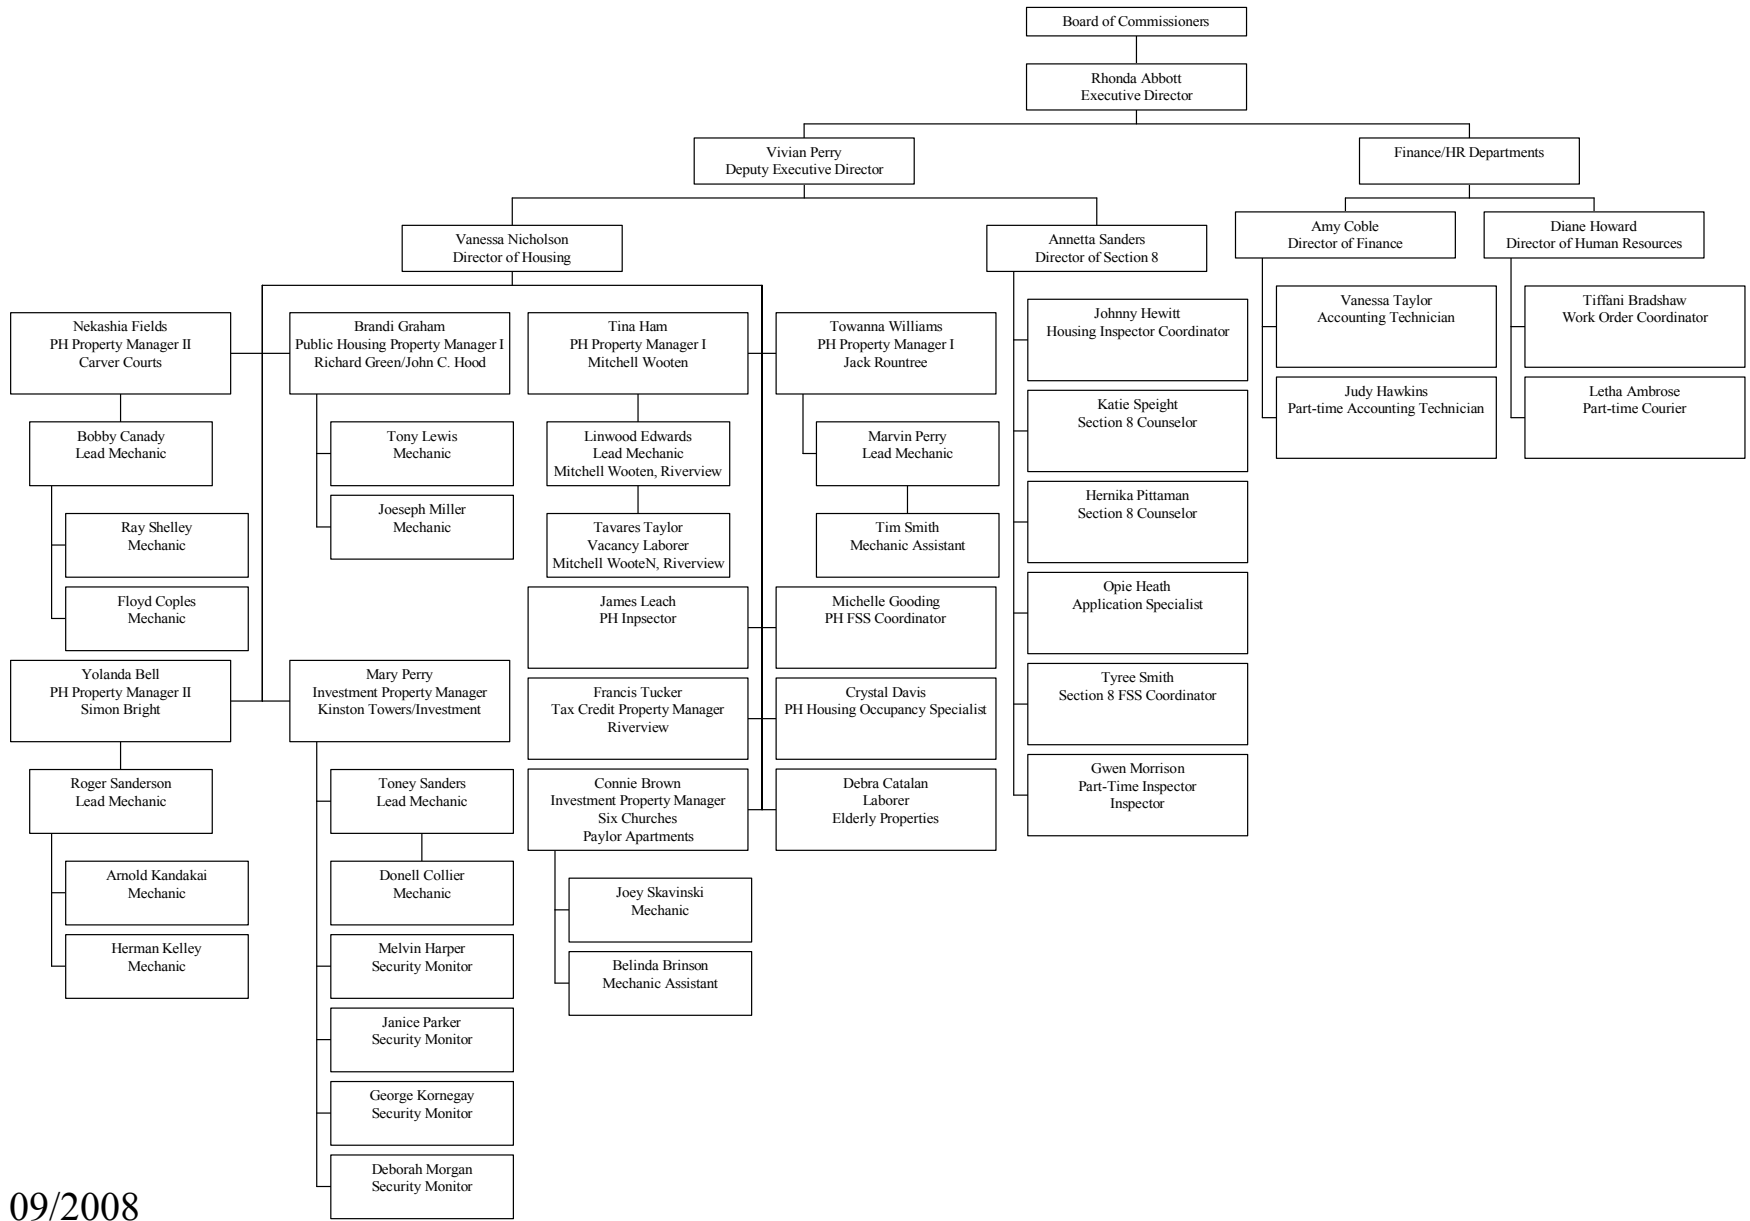 Board of Commissioners
Rhonda Abbott
Executive Director
Vivian Perry
Deputy Executive Director
Finance/HR Departments
Vanessa Nicholson
Director of Housing
Annetta Sanders
Director of Section 8
Amy Coble
Director of Finance
Diane Howard
Director of Human Resources
Nekashia Fields
PH Property Manager II
Carver Courts
Brandi Graham
Public Housing Property Manager I
Richard Green/John C. Hood
Tina Ham
PH Property Manager I
Mitchell Wooten
Towanna Williams
PH Property Manager I
Jack Rountree
Johnny Hewitt
Housing Inspector Coordinator
Vanessa Taylor
Accounting Technician
Tiffani Bradshaw
Work Order Coordinator
Judy Hawkins
Part-time Accounting Technician
Letha Ambrose
Part-time Courier
Katie Speight
Section 8 Counselor
Bobby Canady
Lead Mechanic
Tony Lewis
Mechanic
Linwood Edwards
Lead Mechanic
Mitchell Wooten, Riverview
Marvin Perry
Lead Mechanic
Hernika Pittaman
Section 8 Counselor
Ray Shelley
Mechanic
Joeseph Miller
Mechanic
Tavares Taylor
Vacancy Laborer
Mitchell WooteN, Riverview
Tim Smith
Mechanic Assistant
Opie Heath
Application Specialist
Floyd Coples
Mechanic
James Leach
PH Inpsector
Michelle Gooding
PH FSS Coordinator
Yolanda Bell
PH Property Manager II
Simon Bright
Mary Perry
Investment Property Manager
Kinston Towers/Investment
Francis Tucker
Tax Credit Property Manager
Riverview
Crystal Davis
PH Housing Occupancy Specialist
Tyree Smith
Section 8 FSS Coordinator
Gwen Morrison
Part-Time Inspector
Inspector
Roger Sanderson
Lead Mechanic
Toney Sanders
Lead Mechanic
Connie Brown
Investment Property Manager
Six Churches
Paylor Apartments
Debra Catalan
Laborer
Elderly Properties
Arnold Kandakai
Mechanic
Donell Collier
Mechanic
Joey Skavinski
Mechanic
Herman Kelley
Mechanic
Melvin Harper
Security Monitor
Belinda Brinson
Mechanic Assistant
Janice Parker
Security Monitor
George Kornegay
Security Monitor
Deborah Morgan
Security Monitor
09/2008